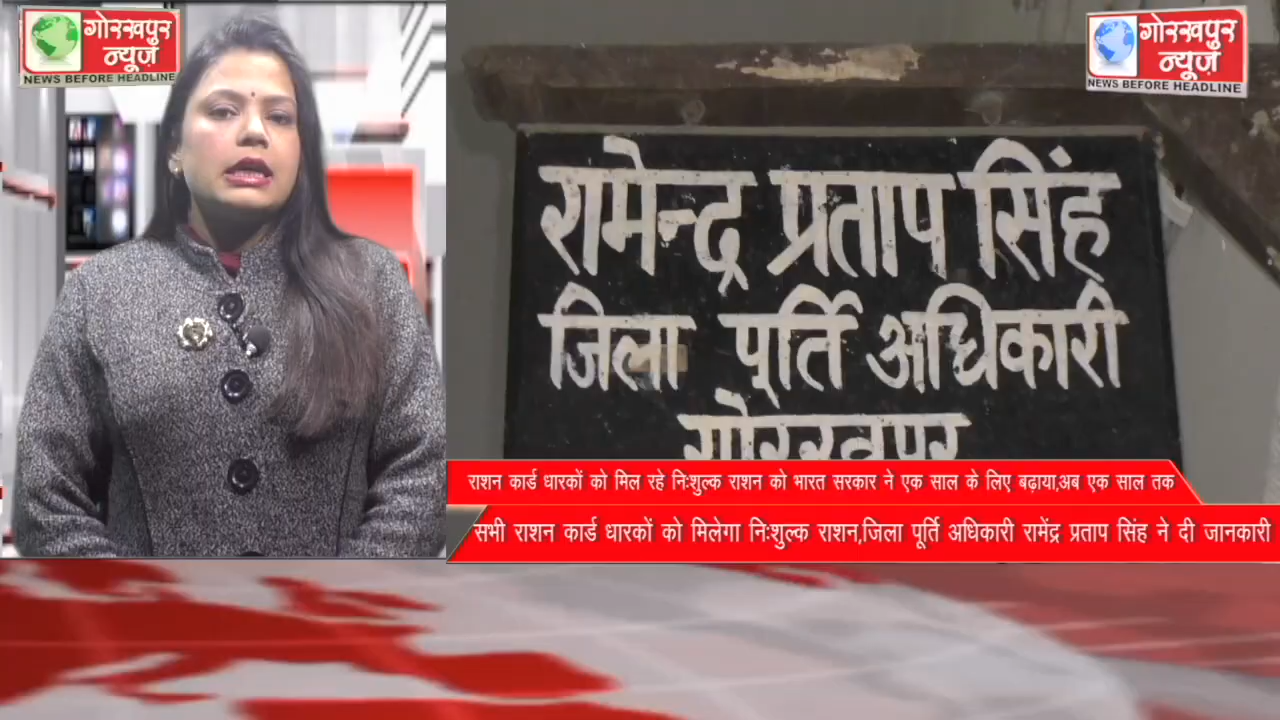 गोरखपुर
न्यूज़
NEWS BEFORE HEADLINE
गोरखपुर
न्यूज़
NEWS BEFORE HEADLINE
रामेन्द्र प्रताप सिंह
जिला पूर्ति अधिकारी
गोरखपुर
राशन कार्ड धारकों को मिल रहे निःशुल्क राशन को भारत सरकार ने एक साल के लिए बढ़ाया,अब एक साल तक
सभी राशन कार्ड धारकों को मिलेगा निःशुल्क राशन,जिला पूर्ति अधिकारी रामेंद्र प्रताप सिंह ने दी जानकारी